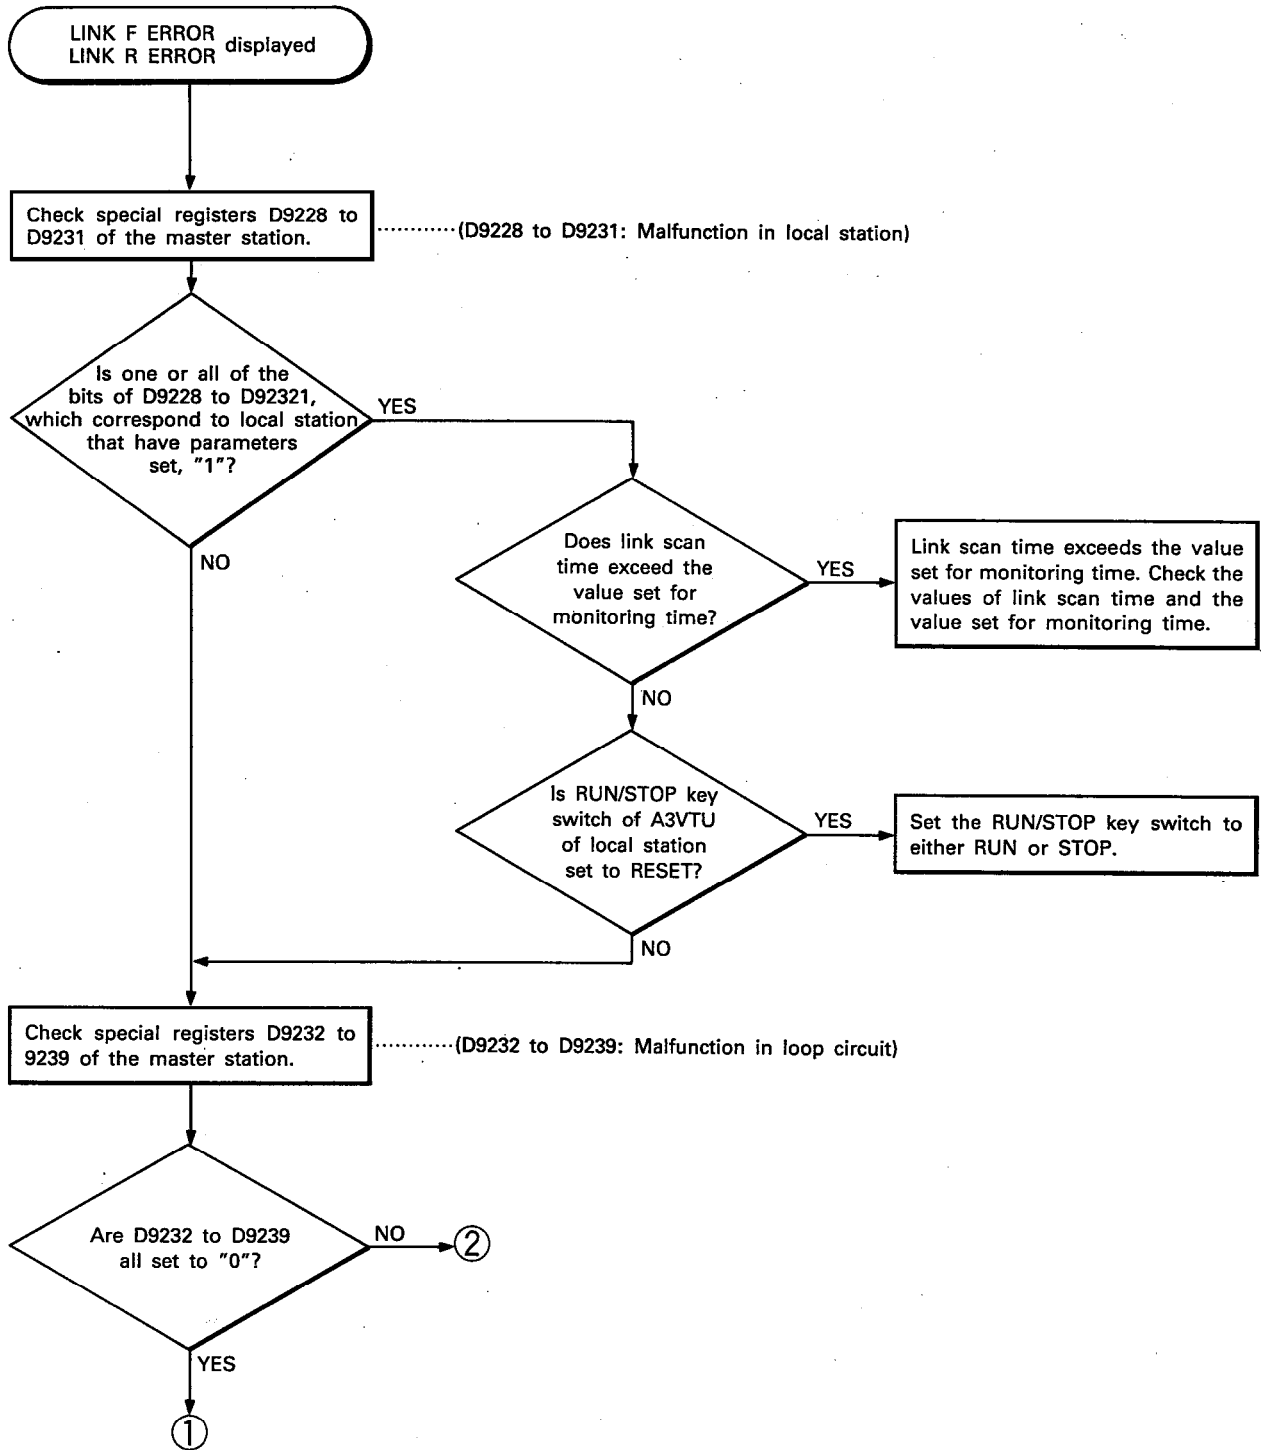 LINK F ERROR
LINK R ERROR displayed
Check special registers D9228 to
D9231 of the master station.
(D9228 to D9231: Malfunction in local station)
Is one or all of the
bits of D9228 to D92321,
which correspond to local station
that have parameters
set, "1"?
YES
NO
Does link scan
time exceed the
value set for
monitoring time?
YES
Link scan time exceeds the value
set for monitoring time. Check the
values of link scan time and the
value set for monitoring time.
NO
Is RUN/STOP key
switch of A3VTU
of local station
set to RESET?
YES
Set the RUN/STOP key switch to
either RUN or STOP.
NO
Check special registers D9232 to
9239 of the master station.
(D9232 to D9239: Malfunction in loop circuit)
Are D9232 to D9239
all set to "0"?
NO
②
YES
①